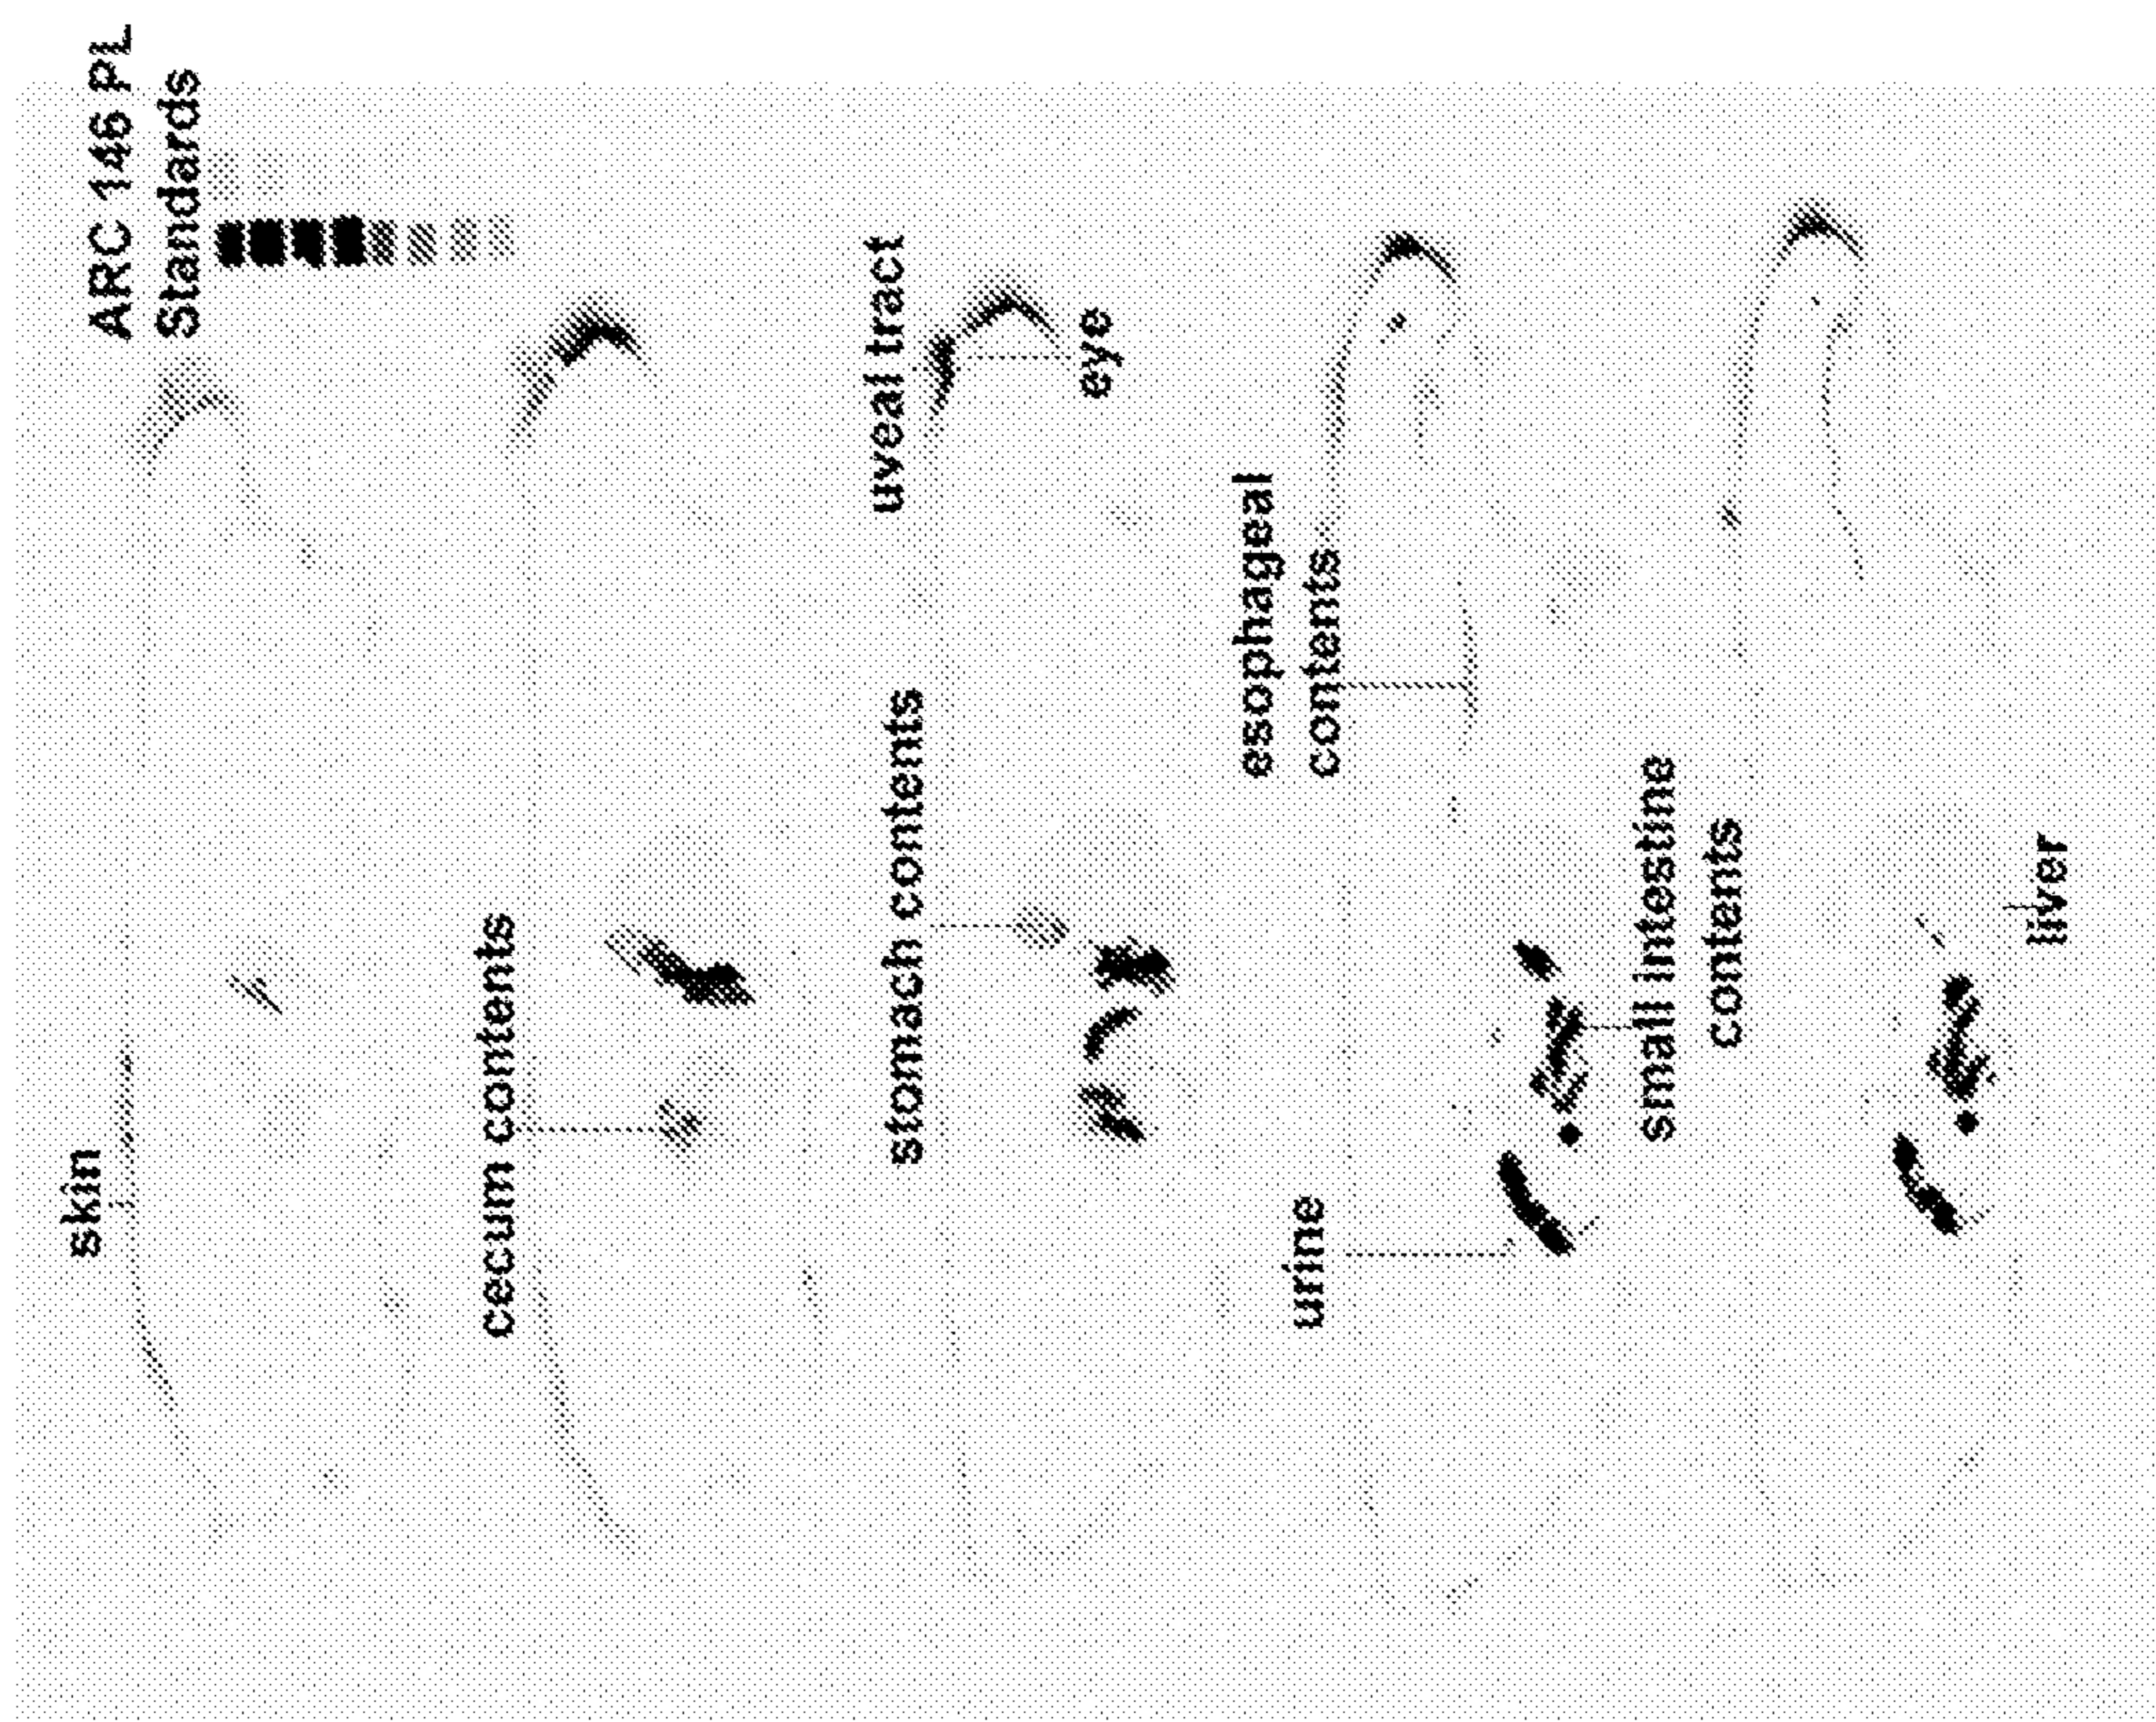 ARC 146 PL
Standards
skin
cecum contents
uveal tract
eye
stomach contents
esophageal
contents
urine
small intestine
contents
liver